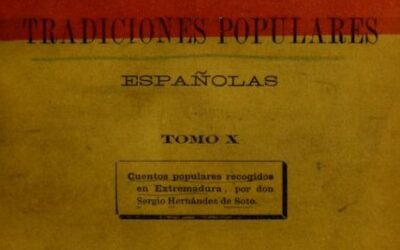 TRADICIONES POPULARES
ESPAÑOLAS
TOMO X
Cuentos populares recogidos
en Extremadura, por don
Sergio Hernández de Soto.